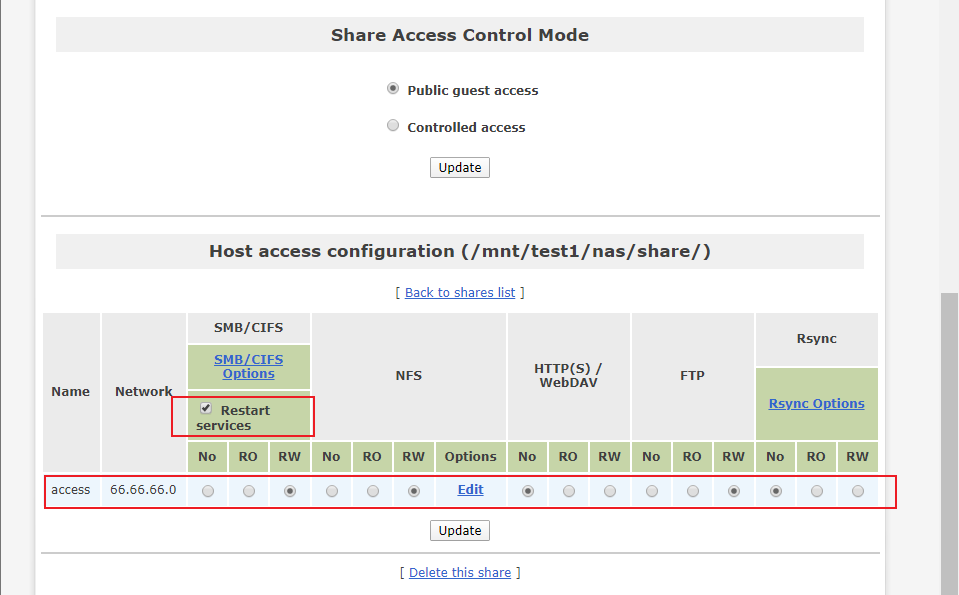 Share Access Control Mode
Public guest access
Controlled access
Update
Host access configuration (/mnt/test1/nas/share/)
[ Back to shares list ]
Name Network SMB/CIFS NFS HTTP(S) / WebDAV FTP Rsync
SMB/CIFS Options Rsync Options
Restart services
No RO RW No RO RW Options No RO RW No RO RW No RO RW
access 66.66.66.0 Edit
Update
[ Delete this share ]